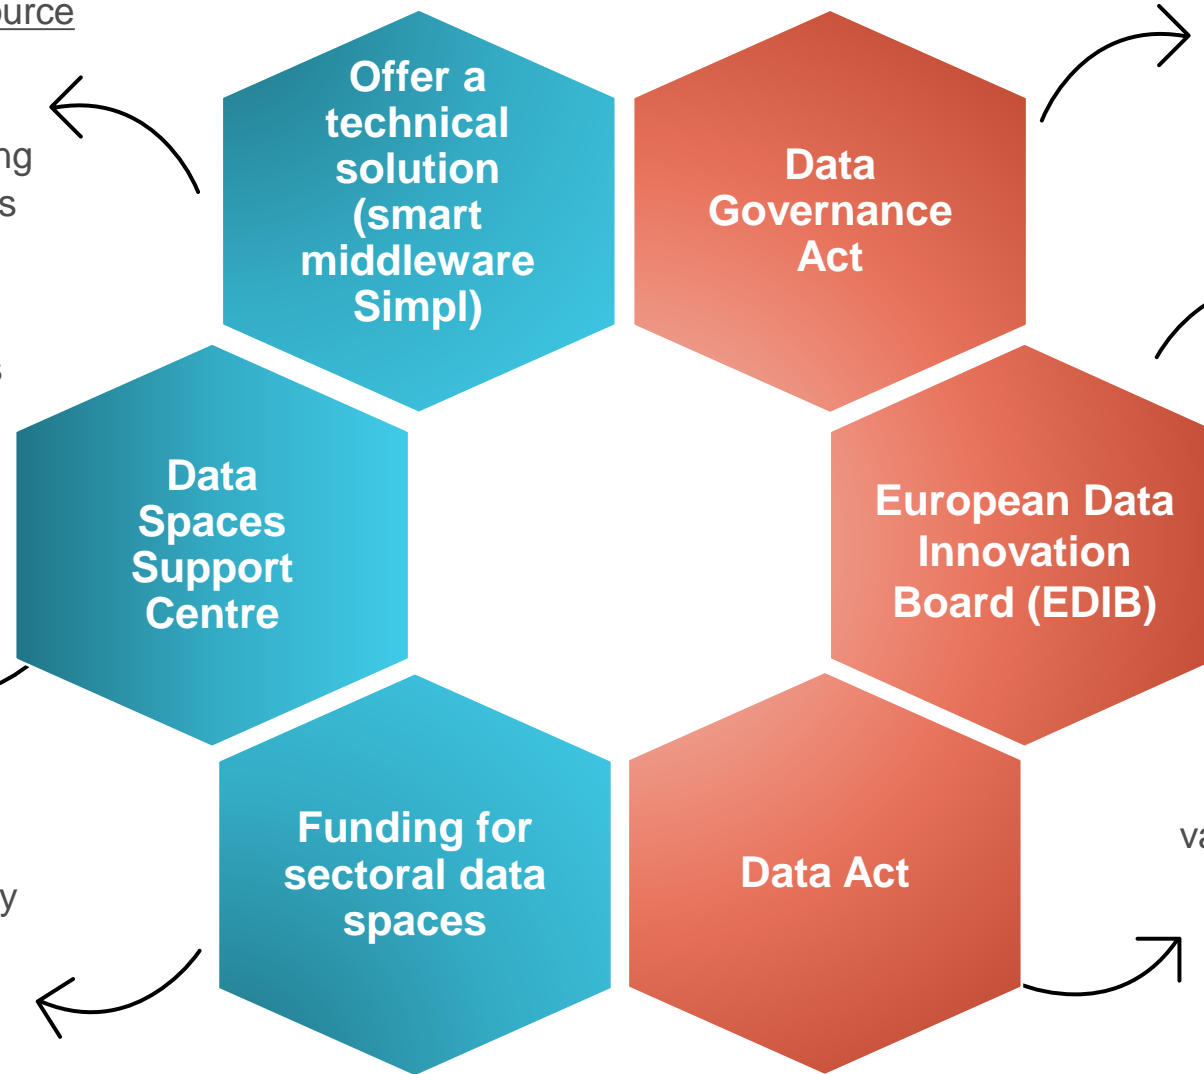 Offer a
technical
solution
(smart
middleware
Simpl)
Data
Governance
Act
Data
Spaces
Support
Centre
European Data
Innovation
Board (EDIB)
Funding for
sectoral data
spaces
Data Act